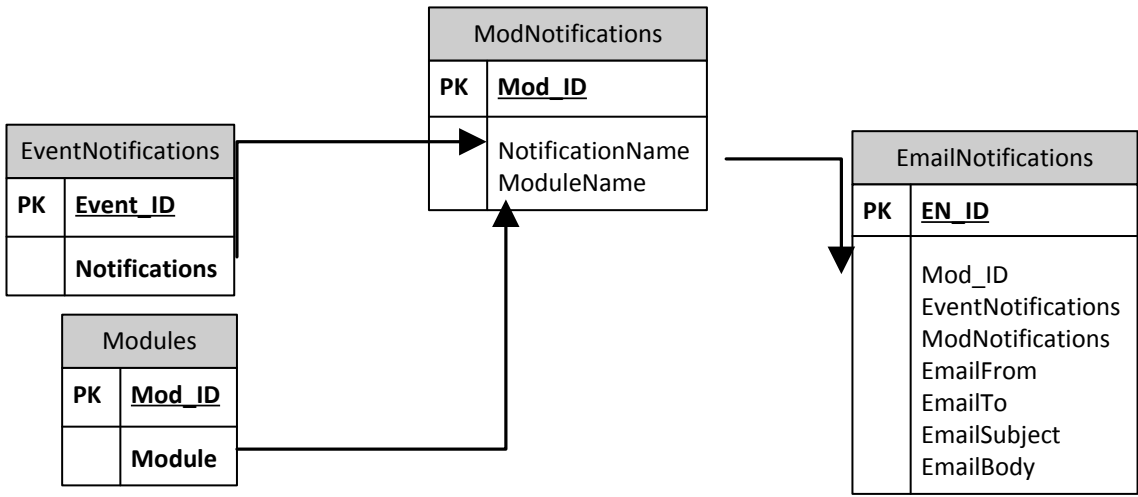 ModNotifications
PK Mod_ID
NotificationName
ModuleName
EventNotifications
PK Event_ID
Notifications
Modules
PK Mod_ID
Module
EmailNotifications
PK EN_ID
Mod_ID
EventNotifications
ModNotifications
EmailFrom
EmailTo
EmailSubject
EmailBody